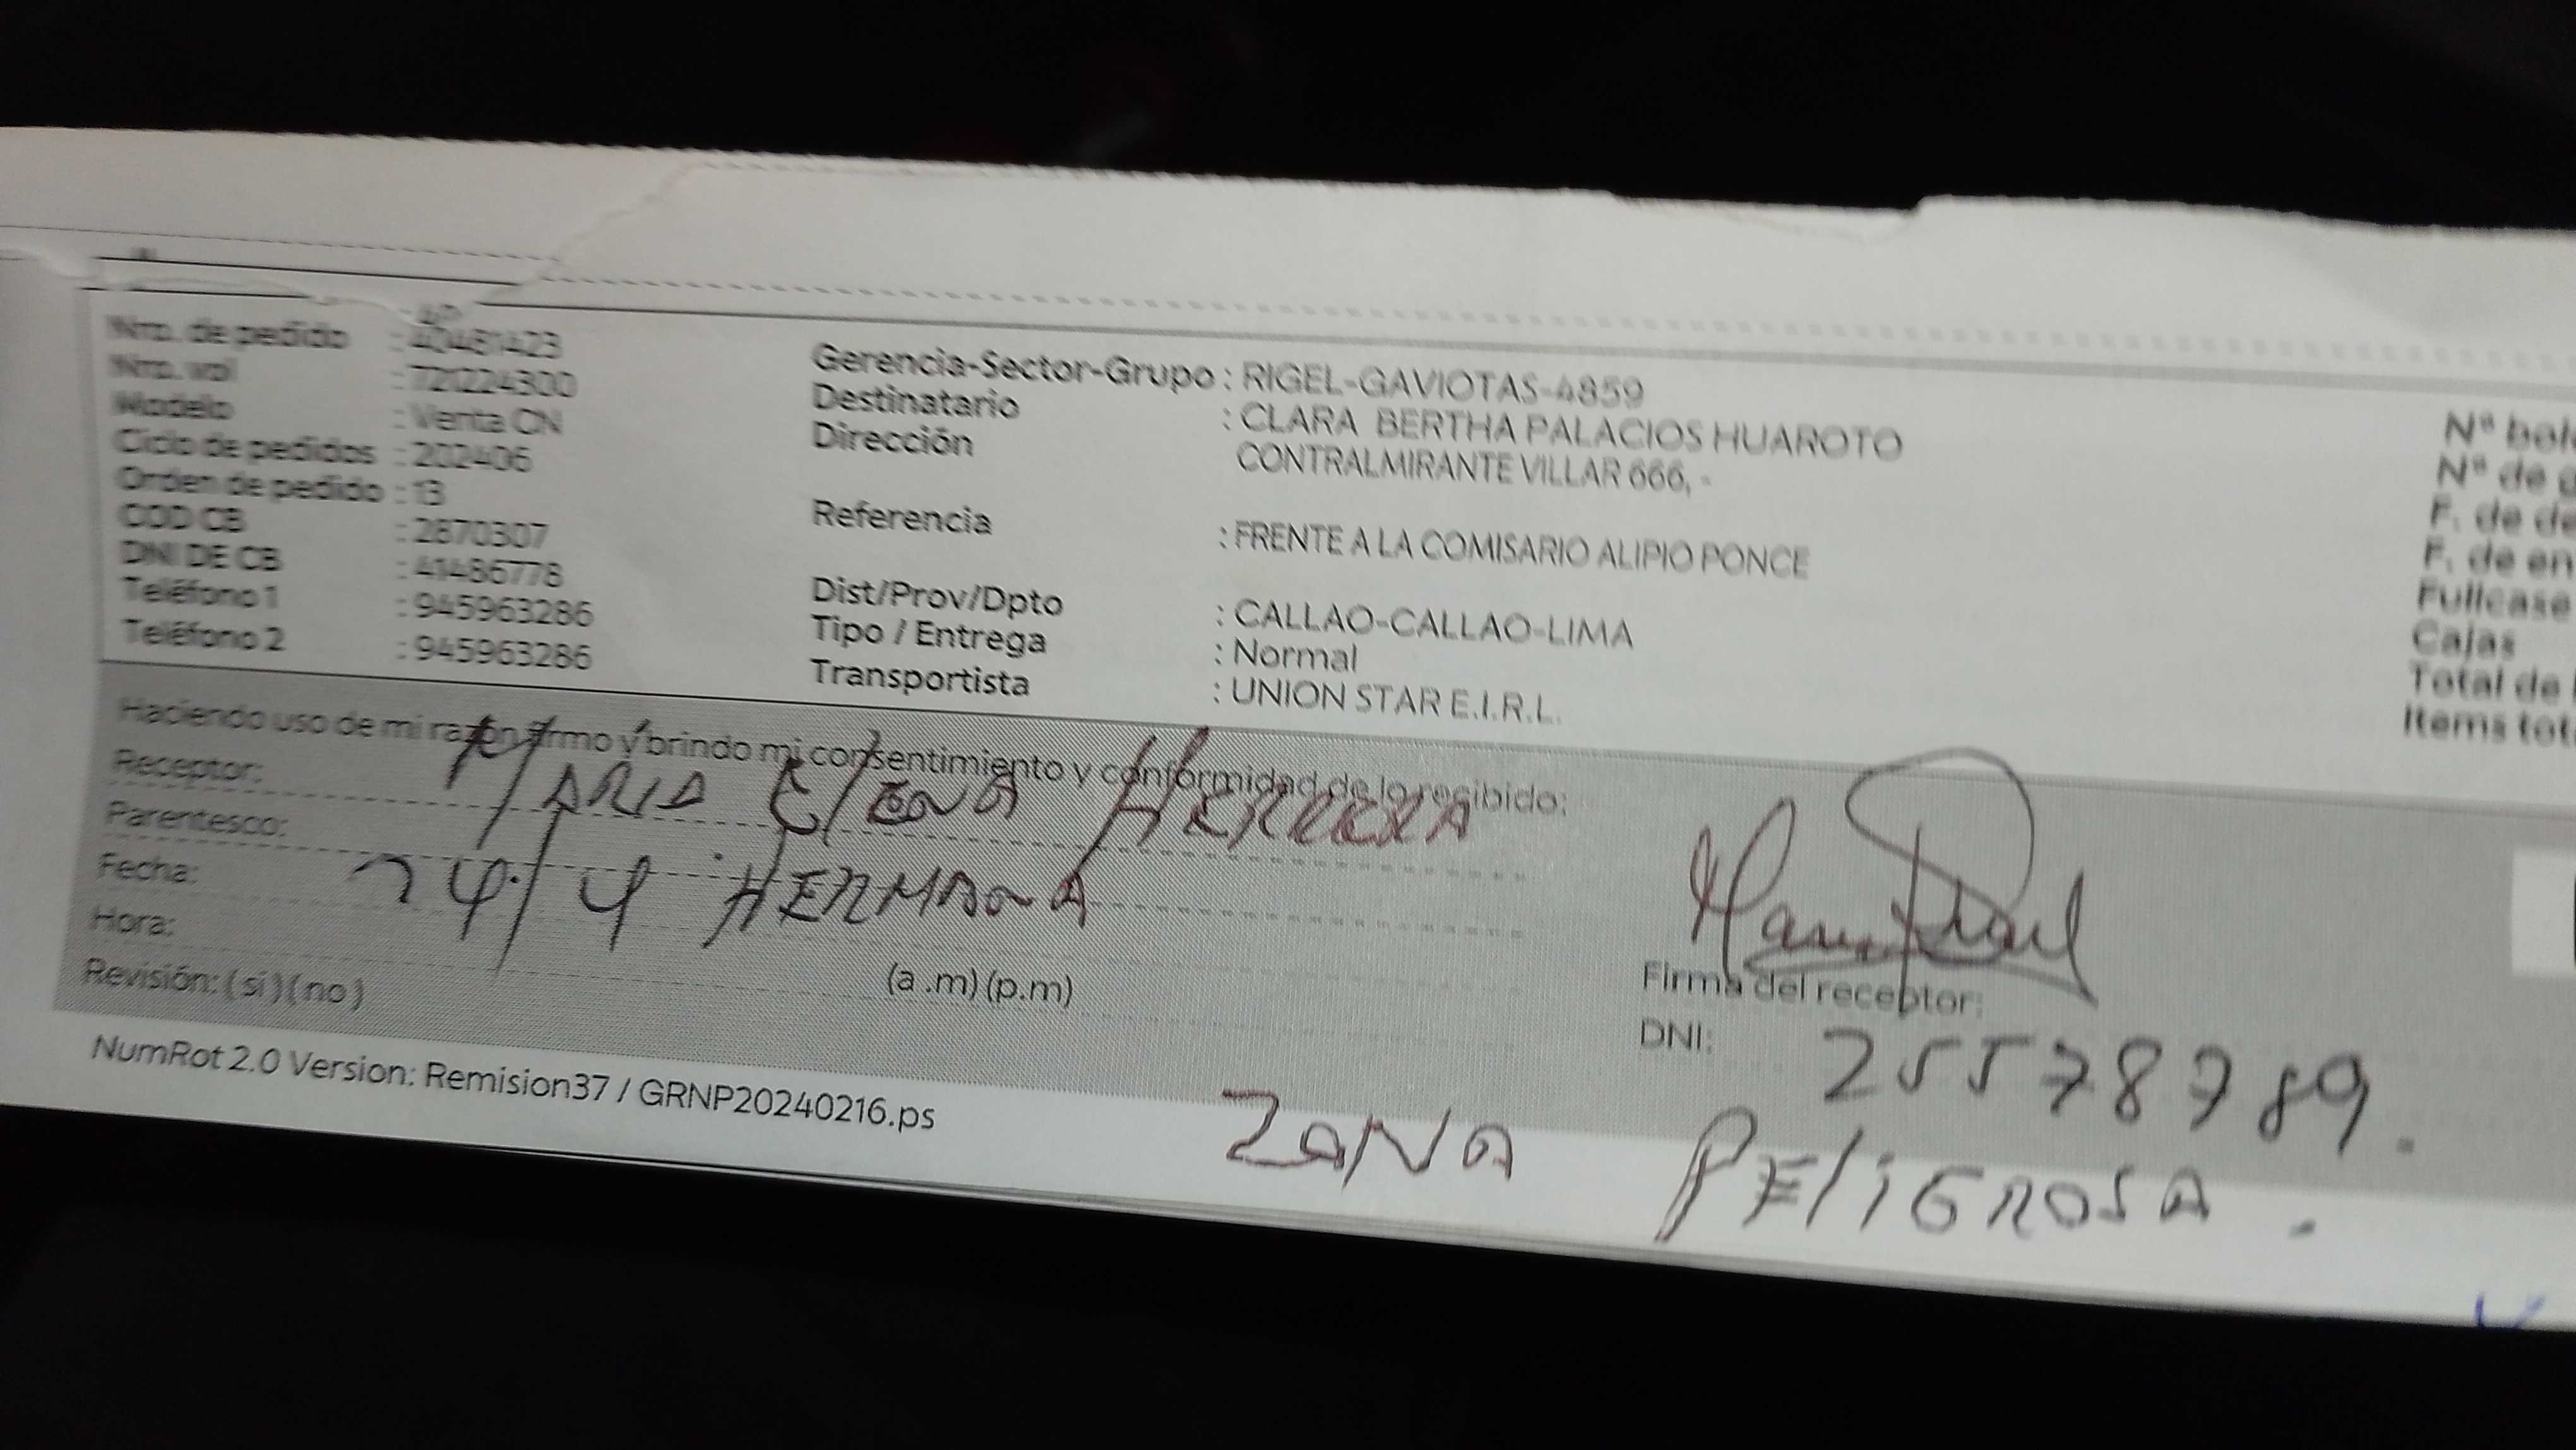 Nro. de pedido : 40481423
Nro. vol : 721224300
Modelo : Venta CN
Ciclo de pedidos : 202406
Orden de pedido : 13
COD CB : 2870307
DNI DE CB : 41486778
Teléfono 1 : 945963286
Teléfono 2 : 945963286
Gerencia-Sector-Grupo : RIGEL-GAVIOTAS-4859
Destinatario : CLARA BERTHA PALACIOS HUAROTO
Dirección CONTRALMIRANTE VILLAR 666, -
Referencia : FRENTE A LA COMISARIO ALIPIO PONCE
Dist/Prov/Dpto : CALLAO-CALLAO-LIMA
Tipo / Entrega : Normal
Transportista : UNION STAR E.I.R.L.
Nº
Nº de
F. de
F. de
Fullcase
Cajas
Total de
Items
Haciendo uso de mi razón firmo y brindo mi consentimiento y conformidad de lo recibido:
Receptor: MARIA ElENA HERRERA
Parentesco: HERMANA
Fecha: 24/4
Hora: (a .m) (p.m)
Revisión: ( si ) ( no )
Firma del receptor:
DNI: 25578789.
NumRot 2.0 Version: Remision37 / GRNP20240216.ps
ZONA PEliGROSA .